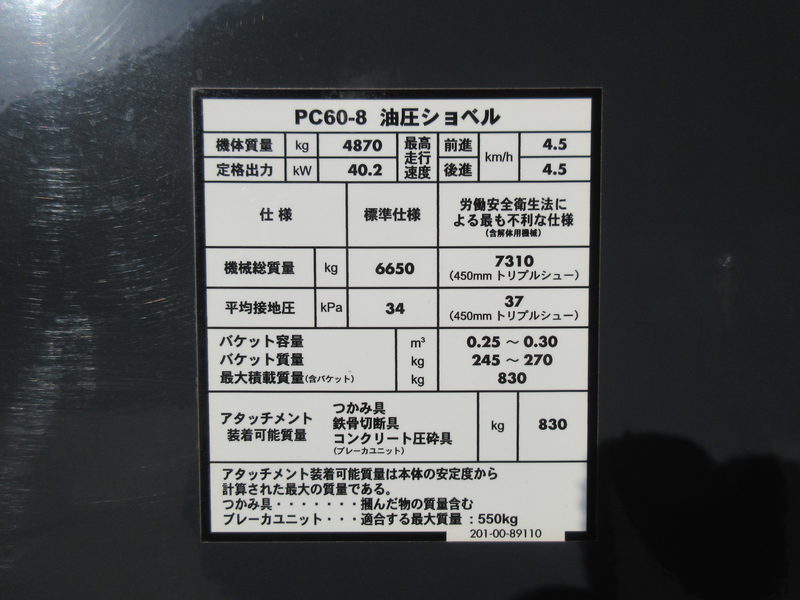 PC60-8 油圧ショベル
機体質量 kg 4870 最高走行速度 前進 km/h 4.5
定格出力 kW 40.2 後進 4.5
仕様 標準仕様 労働安全衛生法による最も不利な仕様
(含解体用機械)
機械総質量 kg 6650 7310
(450mm トリプルシュー)
平均接地圧 kPa 34 37
(450mm トリプルシュー)
バケット容量 m³ 0.25 ~ 0.30
バケット質量 kg 245 ~ 270
最大積載質量(含バケット) kg 830
アタッチメント装着可能質量 つかみ具
鉄骨切断具
コンクリート圧砕具
(ブレーカユニット)
kg 830
アタッチメント装着可能質量は本体の安定度から
計算された最大の質量である。
つかみ具・・・・・・・掴んだ物の質量含む
ブレーカユニット・・・適合する最大質量 : 550kg
201-00-89110